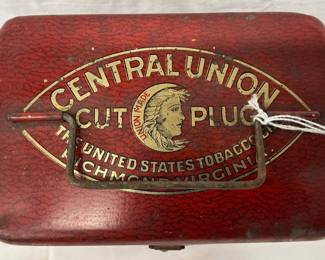 CENTRAL UNION
CUT PLUG
UNION MADE
THE UNITED STATES TOBACCO CO.
RICHMOND VIRGINIA